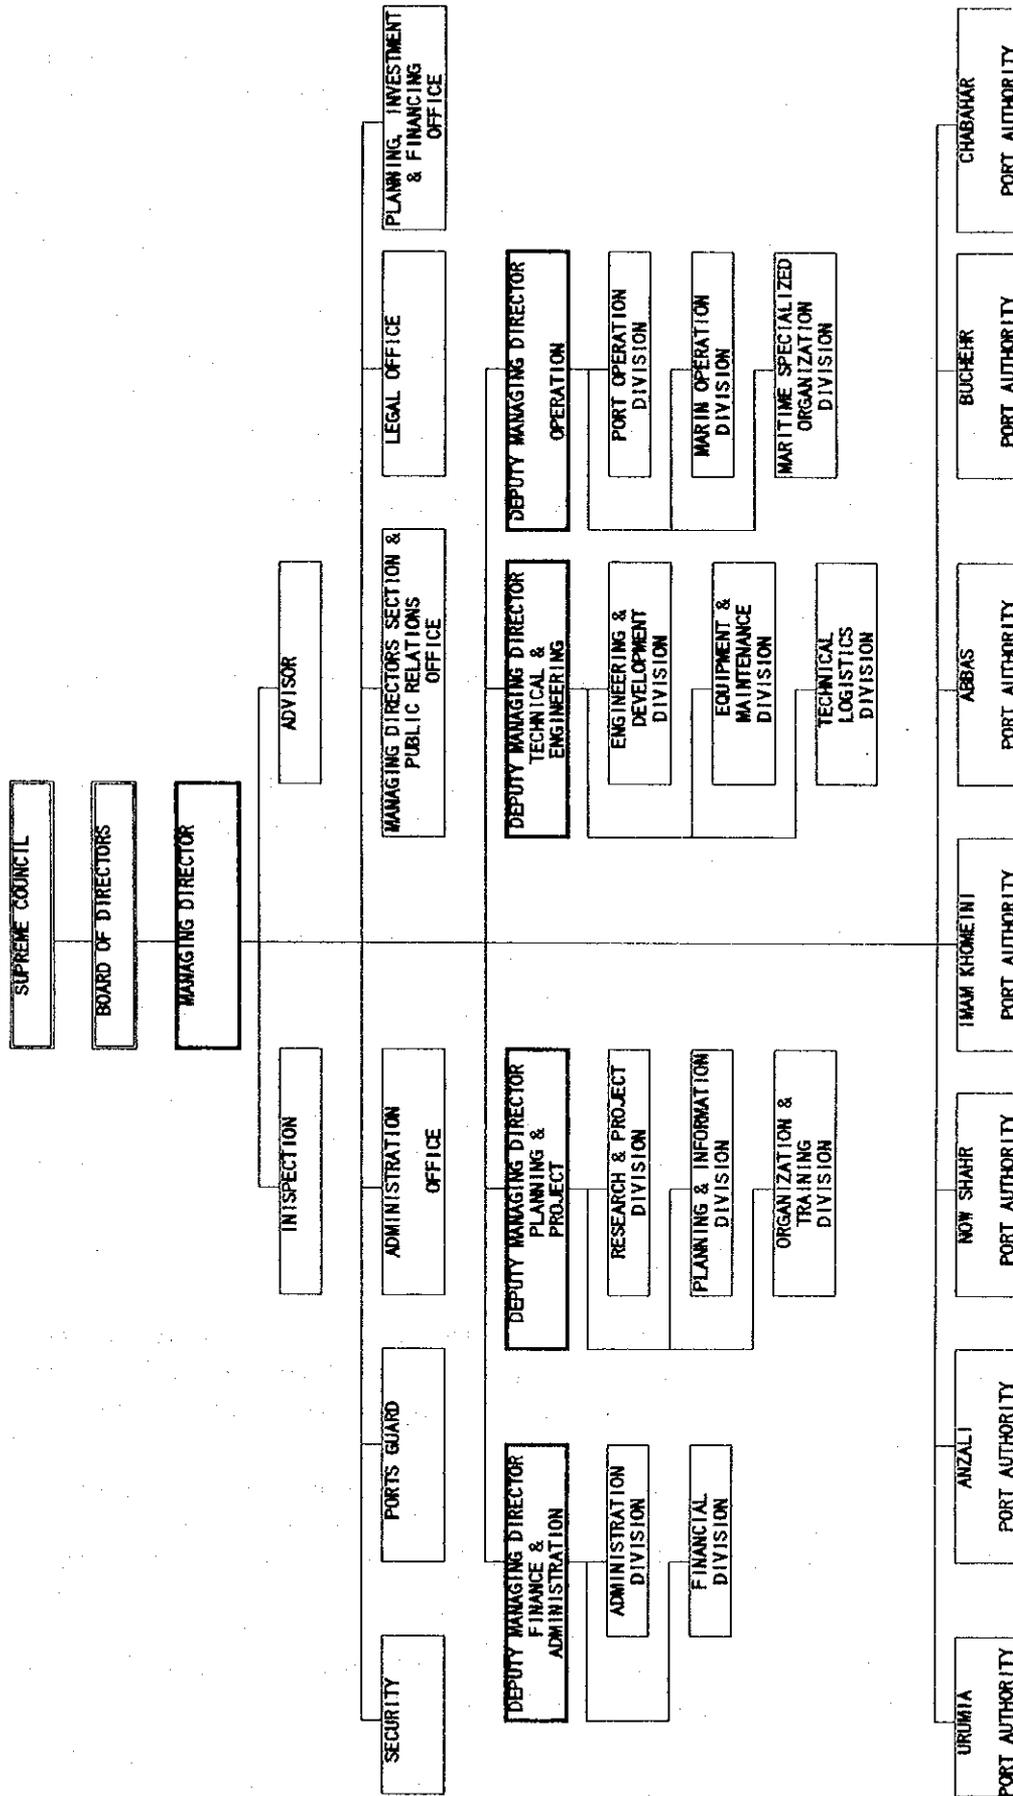 SUPREME COUNCIL
BOARD OF DIRECTORS
MANAGING DIRECTOR
INISPECTION
ADVISOR
SECURITY
PORTS GUARD
ADMINISTRATION
OFFICE
MANAGING DIRECTORS SECTION &
PUBLIC RELATIONS
OFFICE
LEGAL OFFICE
PLANNING, INVESTMENT
& FINANCING
OFFICE
DEPUTY MANAGING DIRECTOR
FINANCE &
ADMINISTRATION
ADMINISTRATION
DIVISION
FINANCIAL
DIVISION
DEPUTY MANAGING DIRECTOR
PLANNING &
PROJECT
RESEARCH & PROJECT
DIVISION
PLANNING & INFORMATION
DIVISION
ORGANIZATION &
TRAINING
DIVISION
DEPUTY MANAGING DIRECTOR
TECHNICAL &
ENGINEERING
ENGINEERING &
DEVELOPMENT
DIVISION
EQUIPMENT &
MAINTENANCE
DIVISION
TECHNICAL
LOGISTICS
DIVISION
DEPUTY MANAGING DIRECTOR
OPERATION
PORT OPERATION
DIVISION
MARIN OPERATION
DIVISION
MARITIME SPECIALIZED
ORGANIZATION
DIVISION
URUMIA
PORT AUTHORITY
ANZALI
PORT AUTHORITY
NOW SHAHR
PORT AUTHORITY
IMAM KHOMEINI
PORT AUTHORITY
ABBAS
PORT AUTHORITY
BUCHEHR
PORT AUTHORITY
CHABAHAR
PORT AUTHORITY